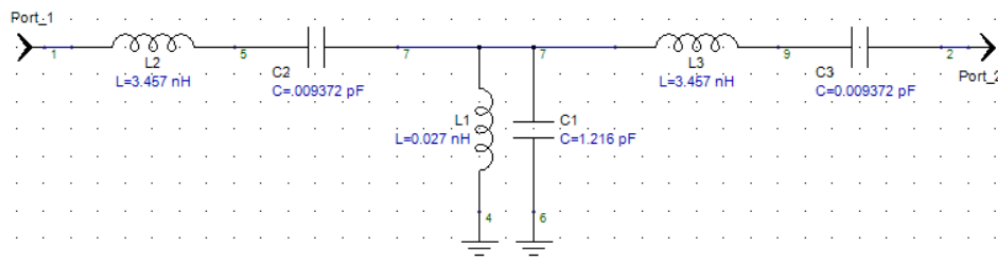 Port_1
1
L2
L=3.457 nH
5
C2
C=.009372 pF
7
7
L1
L=0.027 nH
C1
C=1.216 pF
4
6
L3
L=3.457 nH
9
C3
C=0.009372 pF
2
Port_2